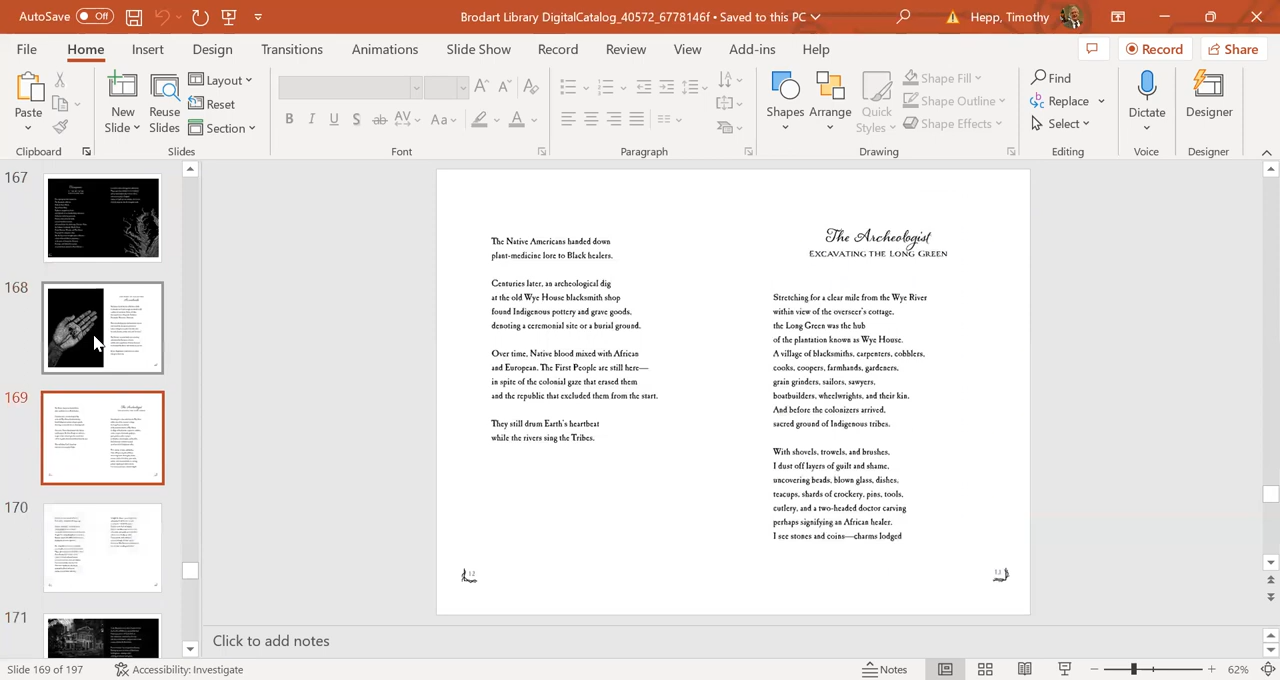 AutoSave Off
Brodart Library DigitalCatalog_40572_6778146f • Saved to this PC
Hepp, Timothy
File Home Insert Design Transitions Animations Slide Show Record Review View Add-ins Help
Record Share
Paste
Clipboard
New Slide
Reuse Slides
Layout
Reset
Section
Slides
B I U S ab AV Aa A
Font
Paragraph
Shapes
Arrange
Quick Styles
Shape Fill
Shape Outline
Shape Effects
Drawing
Find
Replace
Select
Editing
Dictate
Voice
Designer
Designer
167
168
169
170
171
The Native Americans handed down
plant-medicine lore to Black healers.
Centuries later, an archeological dig
at the old Wye House blacksmith shop
found Indigenous pottery and grave goods,
denoting a ceremonial site or a burial ground.
Over time, Native blood mixed with African
and European. The First People are still here—
in spite of the colonial gaze that erased them
and the republic that excluded them from the start.
They still drum Earth's heartbeat
while the rivers sing the Tribes.
12
The Archeologist
EXCAVATING THE LONG GREEN
Stretching for a clear mile from the Wye River
within view of the overseer's cottage,
the Long Green was the hub
of the plantation known as Wye House.
A village of blacksmiths, carpenters, cobblers,
cooks, coopers, farmhands, gardeners,
grain grinders, sailors, sawyers,
boatbuilders, wheelwrights, and their kin.
And before the colonizers arrived,
sacred ground of Indigenous tribes.
With shovels, trowels, and brushes,
I dust off layers of guilt and shame,
uncovering beads, blown glass, dishes,
teacups, shards of crockery, pins, tools,
cutlery, and a two-headed doctor carving
perhaps signifying an African healer.
I see stones and coins—charms lodged
13
Click to add notes
Slide 169 of 197
Accessibility: Investigate
Notes
62%